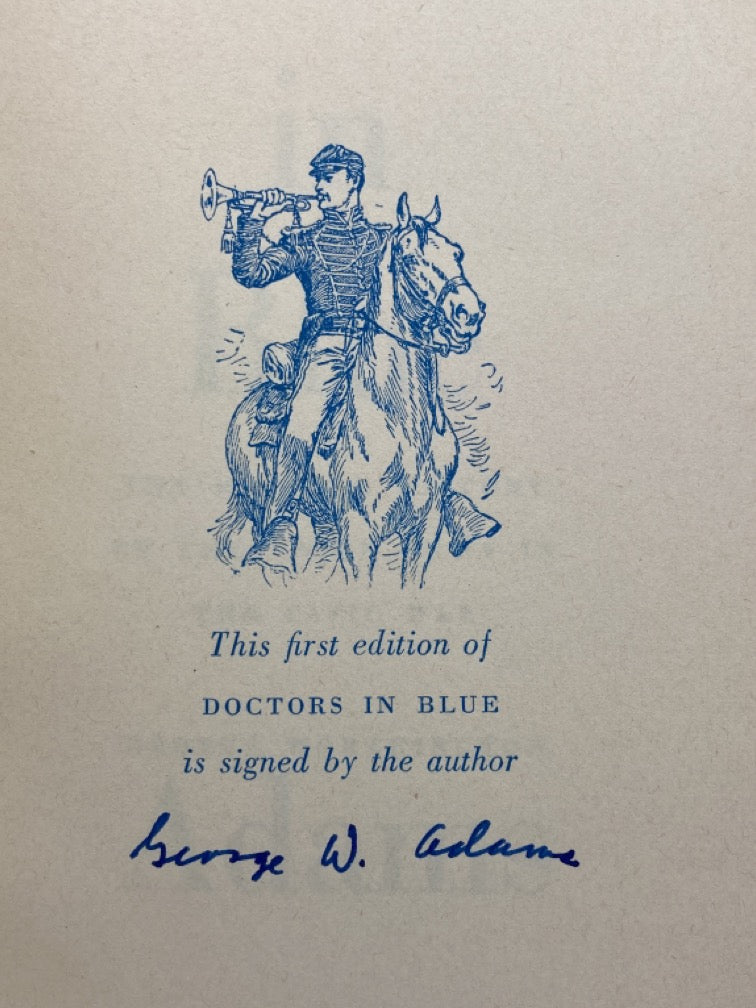 This first edition of
DOCTORS IN BLUE
is signed by the author
George W. Adams